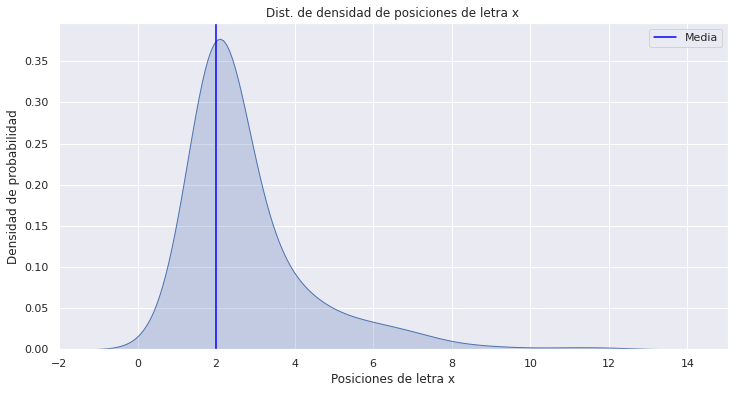 Dist. de densidad de posiciones de letra x
Media
Densidad de probabilidad
0.35
0.30
0.25
0.20
0.15
0.10
0.05
0.00
−2 0 2 4 6 8 10 12 14
Posiciones de letra x